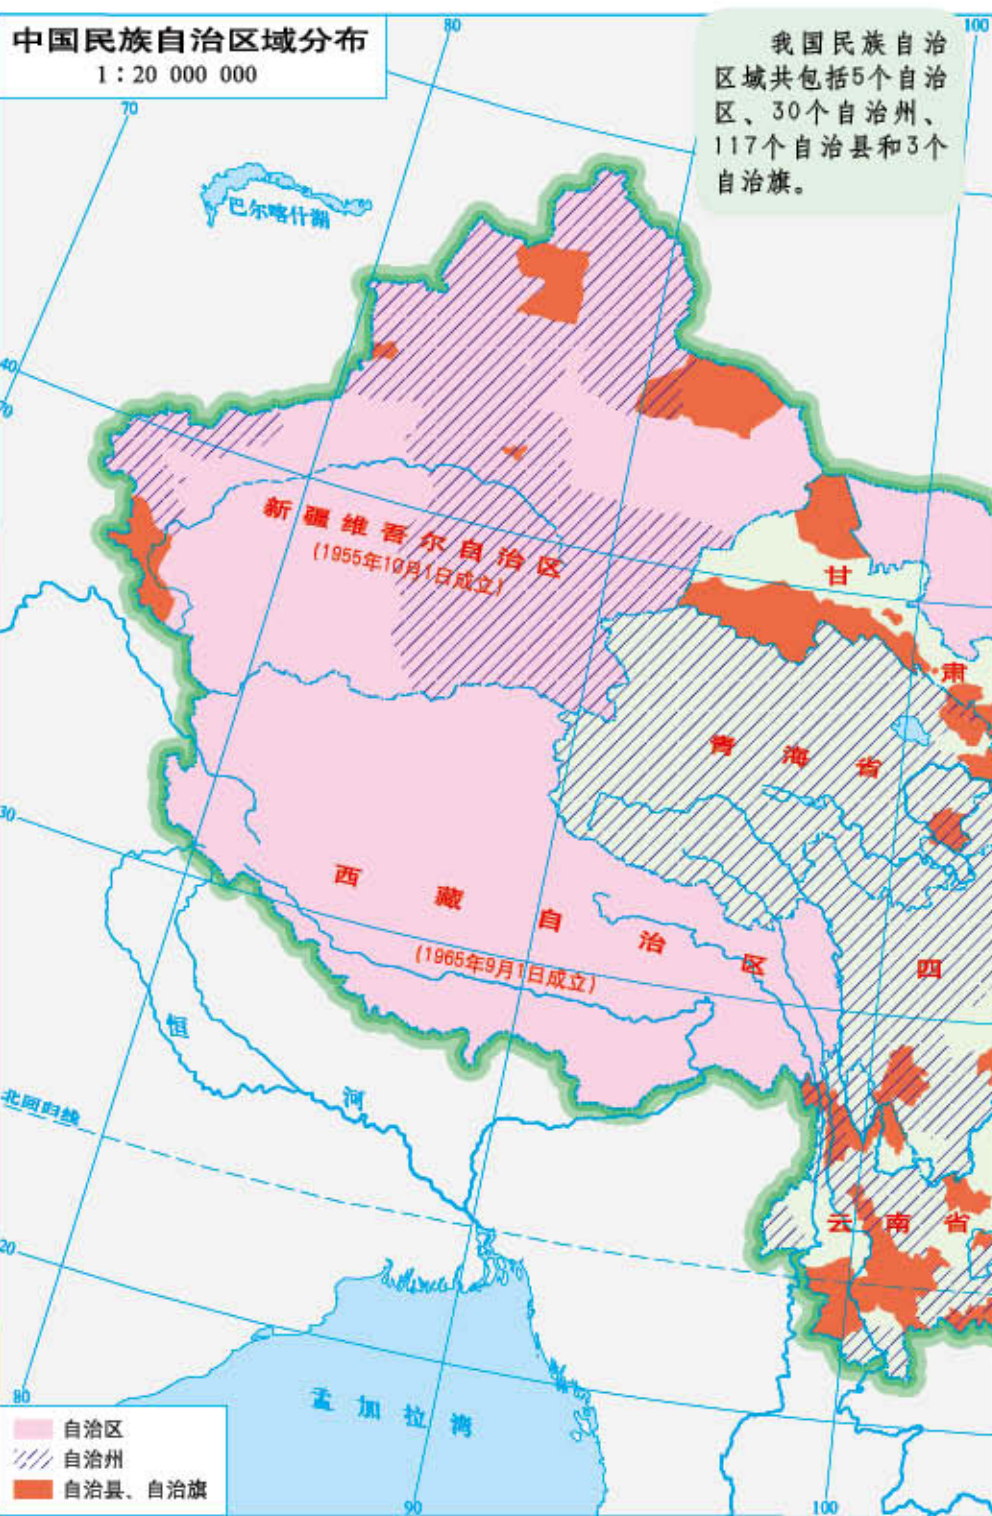 中国民族自治区域分布
1：20 000 000
80
100
我国民族自治
区域共包括5个自治
区、30个自治州、
117个自治县和3个
自治旗。
70
巴尔喀什湖
40
70
新疆维吾尔自治区
(1955年10月1日成立)
甘
肃
青海省
30
西藏自治区
(1965年9月1日成立)
四
恒
河
北回归线
云南省
20
80
孟加拉湾
自治区
自治州
自治县、自治旗
90
100